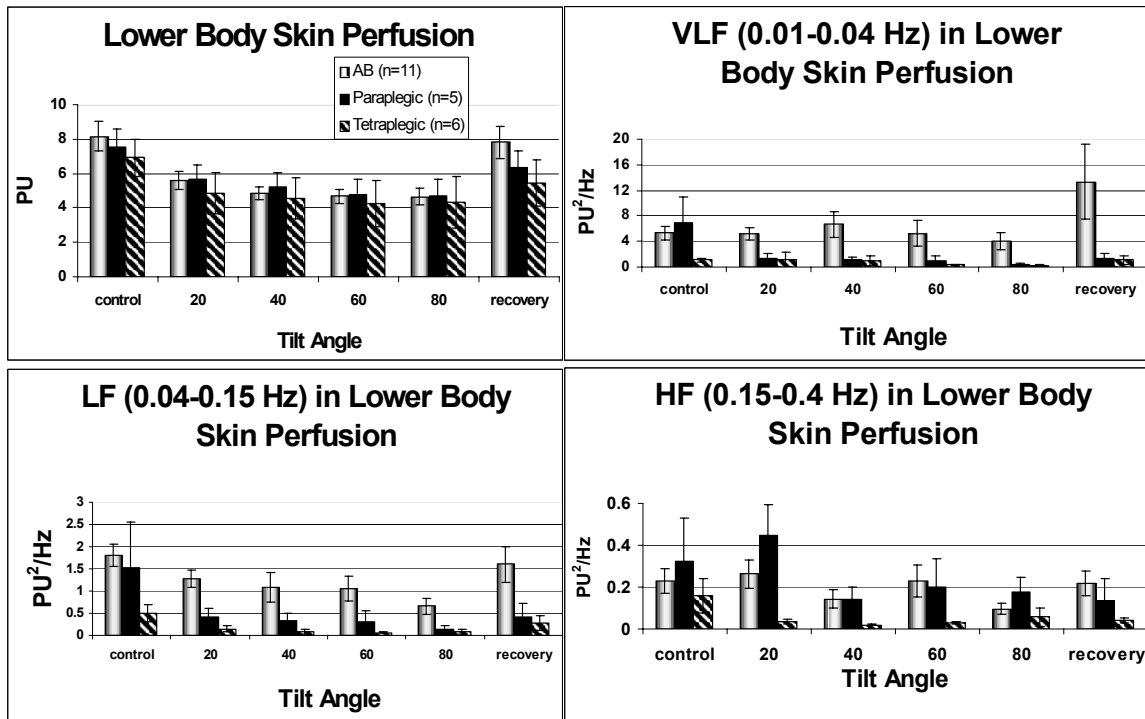 Lower Body Skin Perfusion
AB (n=11)
Paraplegic (n=5)
Tetraplegic (n=6)
PU
10
8
6
4
2
0
control 20 40 60 80 recovery
Tilt Angle
VLF (0.01-0.04 Hz) in Lower
Body Skin Perfusion
PU²/Hz
20
16
12
8
4
0
control 20 40 60 80 recovery
Tilt Angle
LF (0.04-0.15 Hz) in Lower Body
Skin Perfusion
PU²/Hz
3
2.5
2
1.5
1
0.5
0
control 20 40 60 80 recovery
Tilt Angle
HF (0.15-0.4 Hz) in Lower Body
Skin Perfusion
PU²/Hz
0.6
0.4
0.2
0
control 20 40 60 80 recovery
Tilt Angle